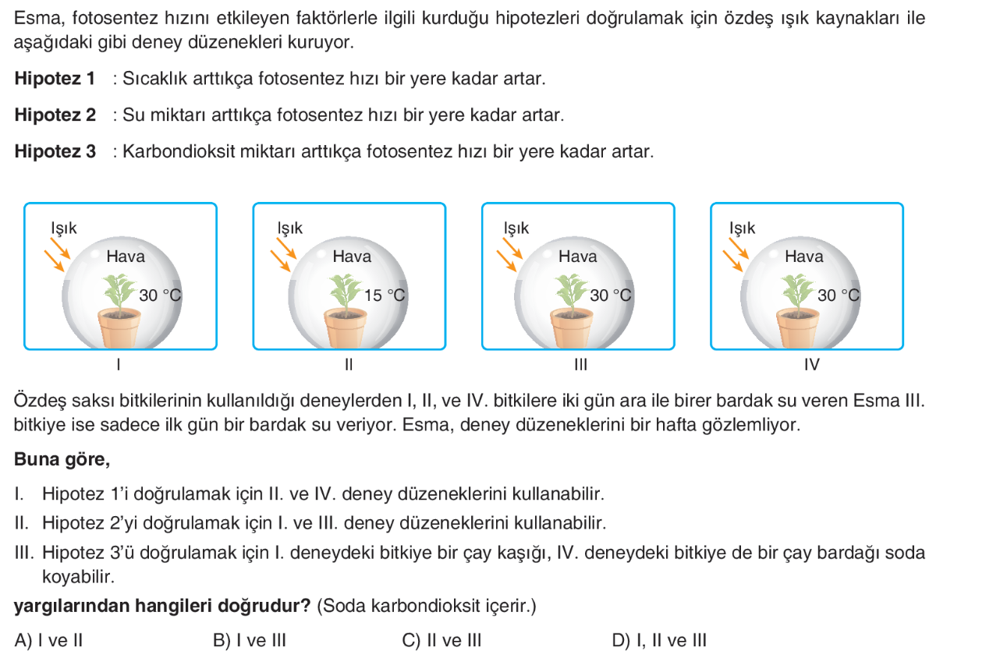 Esma, fotosentez hızını etkileyen faktörlerle ilgili kurduğu hipotezleri doğrulamak için özdeş ışık kaynakları ile
aşağıdaki gibi deney düzenekleri kuruyor.
Hipotez 1 : Sıcaklık arttıkça fotosentez hızı bir yere kadar artar.
Hipotez 2 : Su miktarı arttıkça fotosentez hızı bir yere kadar artar.
Hipotez 3 : Karbondioksit miktarı arttıkça fotosentez hızı bir yere kadar artar.
Işık Işık Işık Işık
Hava Hava Hava Hava
30 °C 15 °C 30 °C 30 °C
I II III IV
Özdeş saksı bitkilerinin kullanıldığı deneylerden I, II, ve IV. bitkilere iki gün ara ile birer bardak su veren Esma III.
bitkiye ise sadece ilk gün bir bardak su veriyor. Esma, deney düzeneklerini bir hafta gözlemliyor.
Buna göre,
I. Hipotez 1’i doğrulamak için II. ve IV. deney düzeneklerini kullanabilir.
II. Hipotez 2’yi doğrulamak için I. ve III. deney düzeneklerini kullanabilir.
III. Hipotez 3’ü doğrulamak için I. deneydeki bitkiye bir çay kaşığı, IV. deneydeki bitkiye de bir çay bardağı soda
koyabilir.
yargılarından hangileri doğrudur? (Soda karbondioksit içerir.)
A) I ve II B) I ve III C) II ve III D) I, II ve III